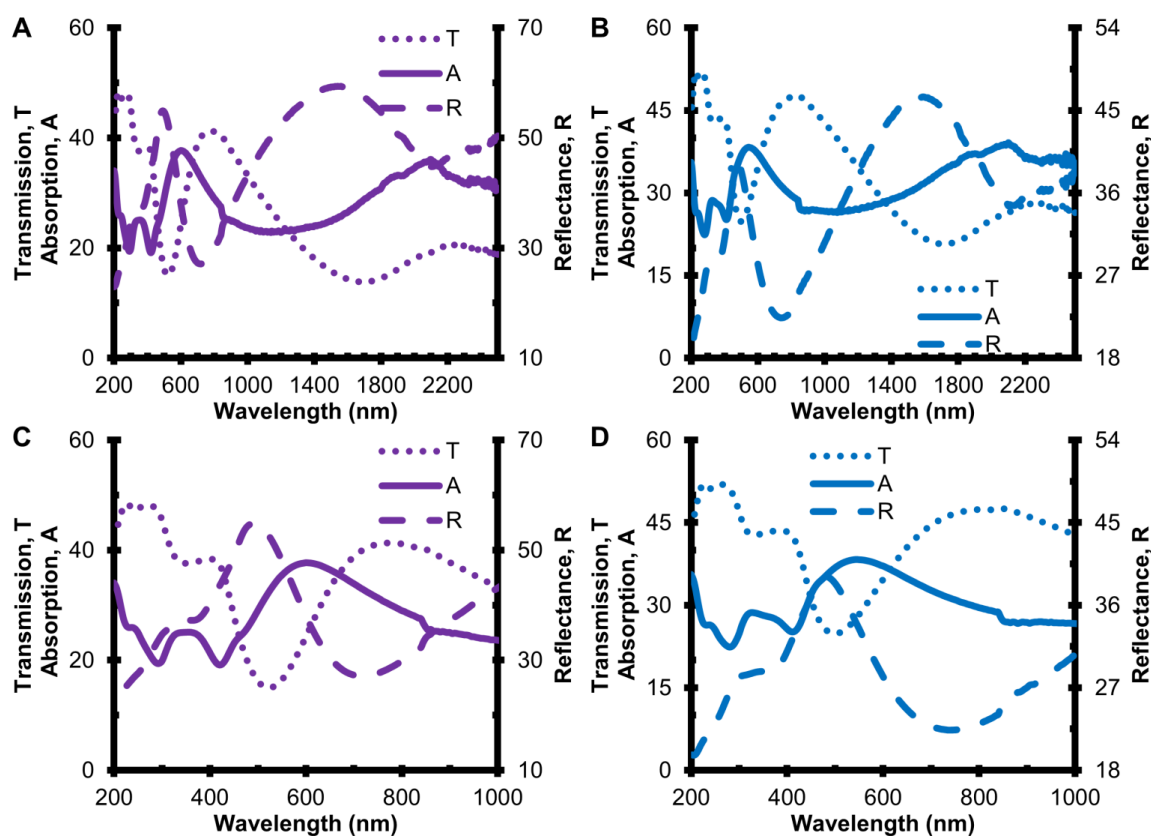 A
60
40
20
0
Transmission, T
Absorption, A
70
50
30
10
Reflectance, R
T
A
R
200 600 1000 1400 1800 2200
Wavelength (nm)
B
60
45
30
15
0
Transmission, T
Absorption, A
54
45
36
27
18
Reflectance, R
T
A
R
200 600 1000 1400 1800 2200
Wavelength (nm)
C
60
40
20
0
Transmission, T
Absorption, A
70
50
30
10
Reflectance, R
T
A
R
200 400 600 800 1000
Wavelength (nm)
D
60
45
30
15
0
Transmission, T
Absorption, A
54
45
36
27
18
Reflectance, R
T
A
R
200 400 600 800 1000
Wavelength (nm)